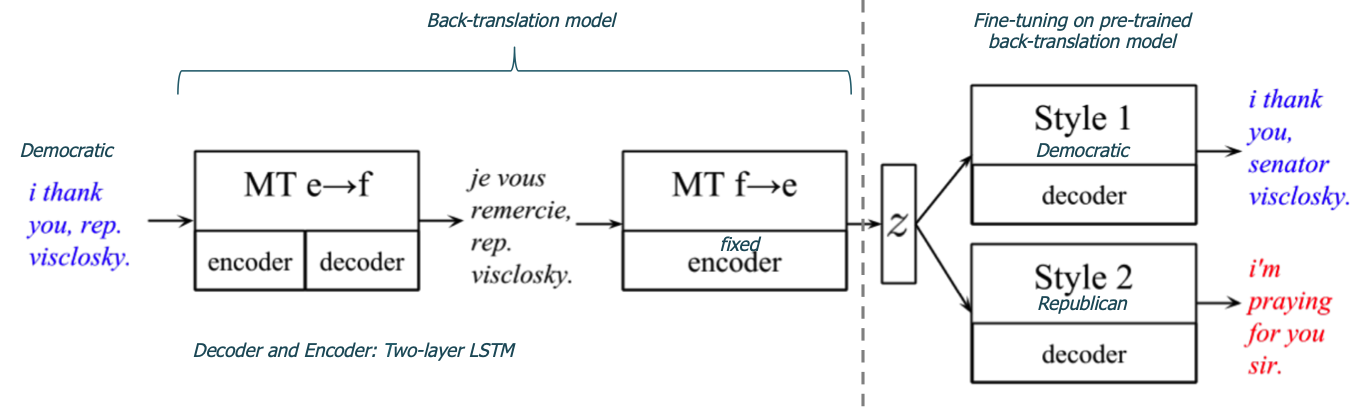 Back-translation model
Fine-tuning on pre-trained
back-translation model
Democratic
i thank
you, rep.
visclosky.
MT e→f
encoder
decoder
je vous
remercie,
rep.
visclosky.
MT f→e
fixed
encoder
z
Style 1
Democratic
decoder
i thank
you,
senator
visclosky.
Style 2
Republican
decoder
i'm
praying
for you
sir.
Decoder and Encoder: Two-layer LSTM